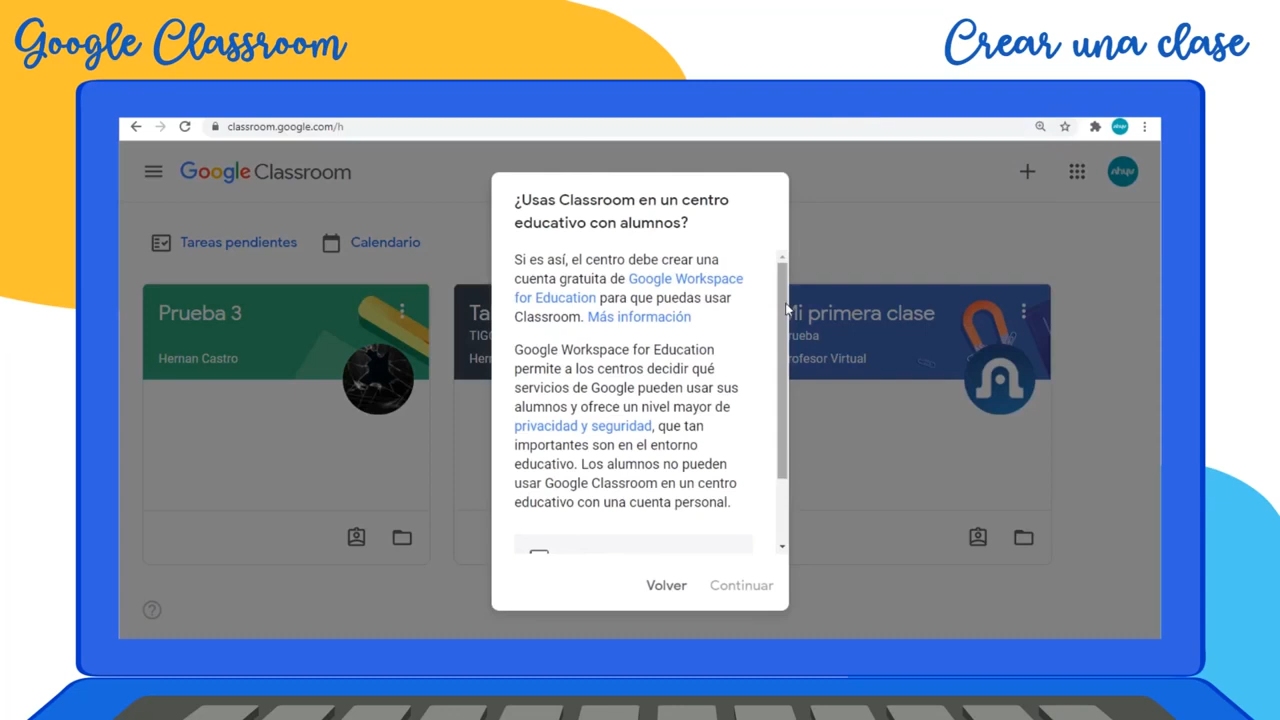 Google Classroom
Crear una clase
classroom.google.com/h
Google Classroom
Tareas pendientes
Calendario
Prueba 3
Hernan Castro
Ta
TIG
Her
Mi primera clase
rueba
rofesor Virtual
¿Usas Classroom en un centro
educativo con alumnos?
Si es así, el centro debe crear una
cuenta gratuita de Google Workspace
for Education para que puedas usar
Classroom. Más información
Google Workspace for Education
permite a los centros decidir qué
servicios de Google pueden usar sus
alumnos y ofrece un nivel mayor de
privacidad y seguridad, que tan
importantes son en el entorno
educativo. Los alumnos no pueden
usar Google Classroom en un centro
educativo con una cuenta personal.
Volver
Continuar